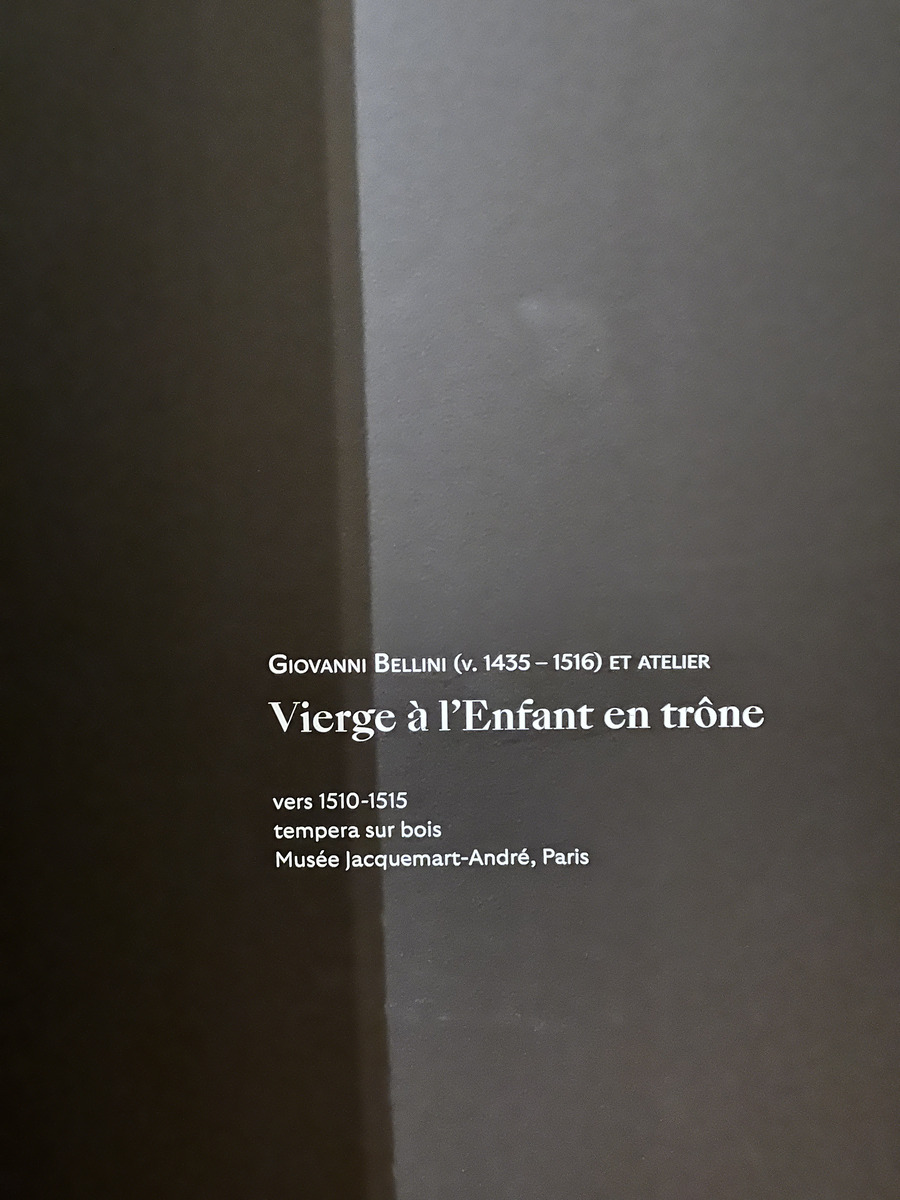 Giovanni Bellini (v. 1435 – 1516) et atelier
Vierge à l’Enfant en trône
vers 1510-1515
tempera sur bois
Musée Jacquemart-André, Paris